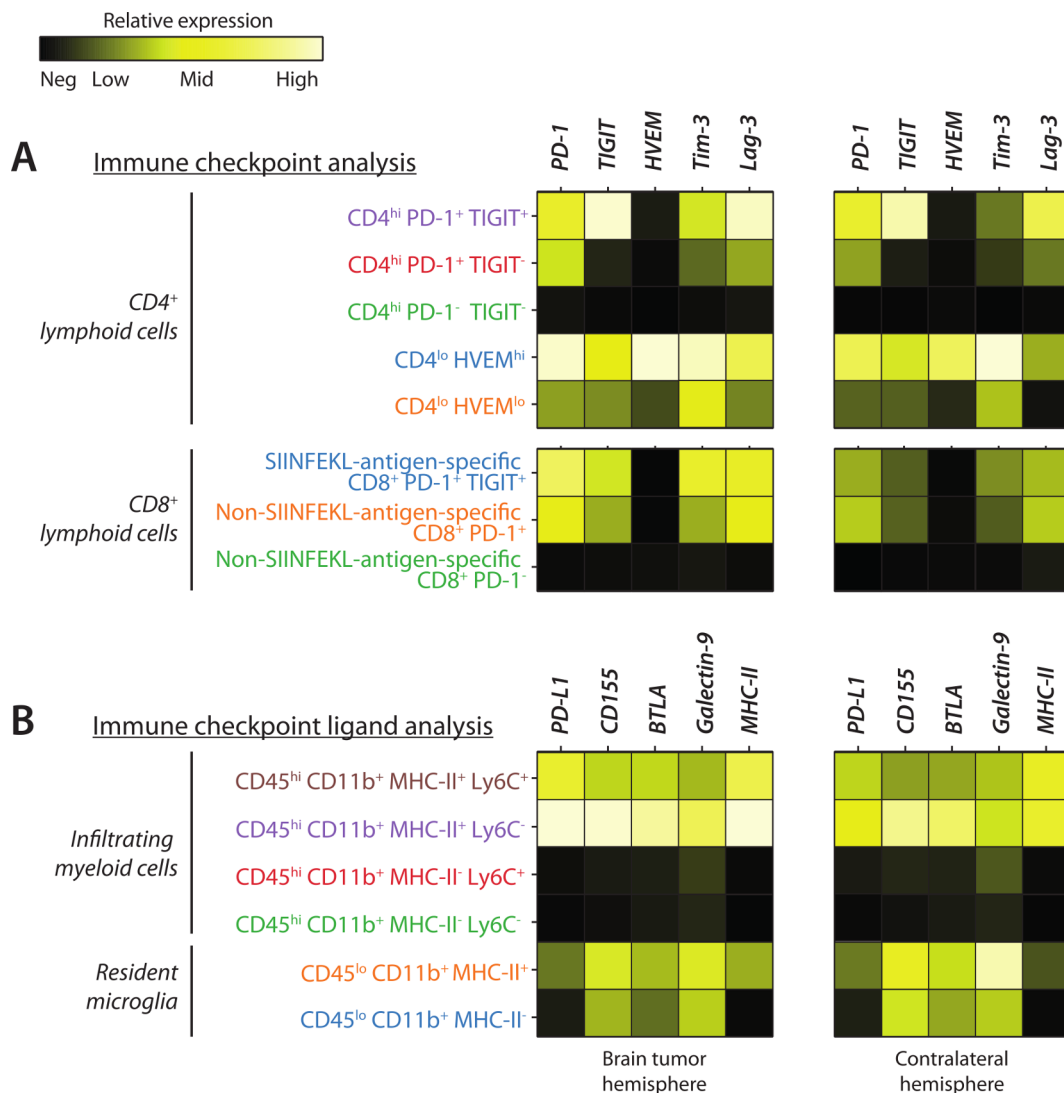 Relative expression
Neg Low Mid High
PD-1 TIGIT HVEM Tim-3 Lag-3 PD-1 TIGIT HVEM Tim-3 Lag-3
A Immune checkpoint analysis
CD4⁺
lymphoid cells
CD4ʰⁱ PD-1⁺ TIGIT⁺
CD4ʰⁱ PD-1⁺ TIGIT⁻
CD4ʰⁱ PD-1⁻ TIGIT⁻
CD4ˡᵒ HVEMʰⁱ
CD4ˡᵒ HVEMˡᵒ
CD8⁺
lymphoid cells
SIINFEKL-antigen-specific
CD8⁺ PD-1⁺ TIGIT⁺
Non-SIINFEKL-antigen-specific
CD8⁺ PD-1⁺
Non-SIINFEKL-antigen-specific
CD8⁺ PD-1⁻
PD-L1 CD155 BTLA Galectin-9 MHC-II PD-L1 CD155 BTLA Galectin-9 MHC-II
B Immune checkpoint ligand analysis
Infiltrating
myeloid cells
CD45ʰⁱ CD11b⁺ MHC-II⁺ Ly6C⁺
CD45ʰⁱ CD11b⁺ MHC-II⁺ Ly6C⁻
CD45ʰⁱ CD11b⁺ MHC-II⁻ Ly6C⁺
CD45ʰⁱ CD11b⁺ MHC-II⁻ Ly6C⁻
Resident
microglia
CD45ˡᵒ CD11b⁺ MHC-II⁺
CD45ˡᵒ CD11b⁺ MHC-II⁻
Brain tumor
hemisphere
Contralateral
hemisphere